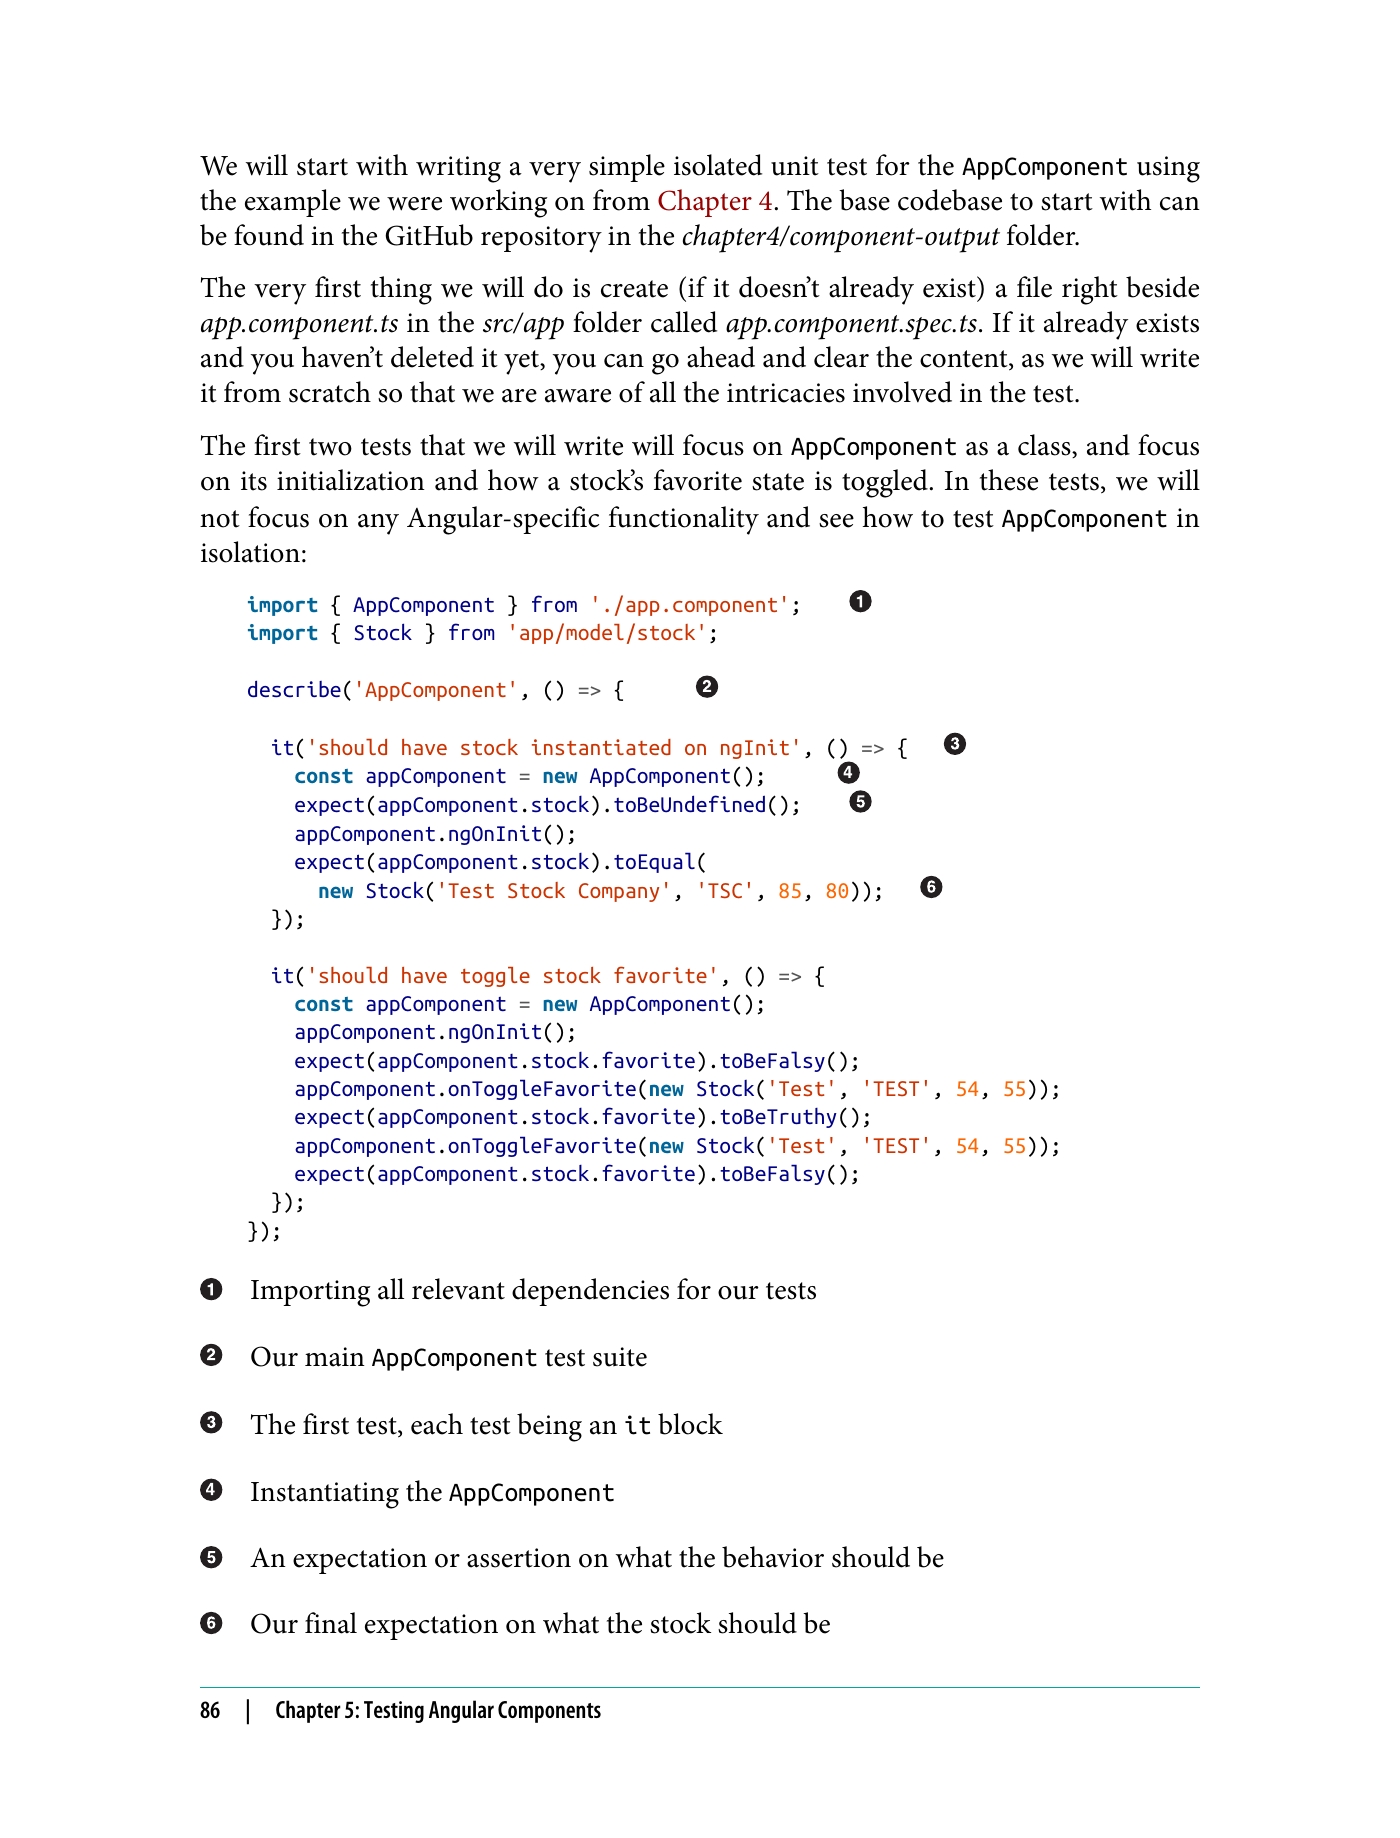 We will start with writing a very simple isolated unit test for the AppComponent using
the example we were working on from Chapter 4. The base codebase to start with can
be found in the GitHub repository in the chapter4/component-output folder.
The very first thing we will do is create (if it doesn’t already exist) a file right beside
app.component.ts in the src/app folder called app.component.spec.ts. If it already exists
and you haven’t deleted it yet, you can go ahead and clear the content, as we will write
it from scratch so that we are aware of all the intricacies involved in the test.
The first two tests that we will write will focus on AppComponent as a class, and focus
on its initialization and how a stock’s favorite state is toggled. In these tests, we will
not focus on any Angular-specific functionality and see how to test AppComponent in
isolation:
import { AppComponent } from './app.component'; 1
import { Stock } from 'app/model/stock';
describe('AppComponent', () => { 2
it('should have stock instantiated on ngInit', () => { 3
const appComponent = new AppComponent(); 4
expect(appComponent.stock).toBeUndefined(); 5
appComponent.ngOnInit();
expect(appComponent.stock).toEqual(
new Stock('Test Stock Company', 'TSC', 85, 80)); 6
});
it('should have toggle stock favorite', () => {
const appComponent = new AppComponent();
appComponent.ngOnInit();
expect(appComponent.stock.favorite).toBeFalsy();
appComponent.onToggleFavorite(new Stock('Test', 'TEST', 54, 55));
expect(appComponent.stock.favorite).toBeTruthy();
appComponent.onToggleFavorite(new Stock('Test', 'TEST', 54, 55));
expect(appComponent.stock.favorite).toBeFalsy();
});
});
1 Importing all relevant dependencies for our tests
2 Our main AppComponent test suite
3 The first test, each test being an it block
4 Instantiating the AppComponent
5 An expectation or assertion on what the behavior should be
6 Our final expectation on what the stock should be
86 | Chapter 5: Testing Angular Components